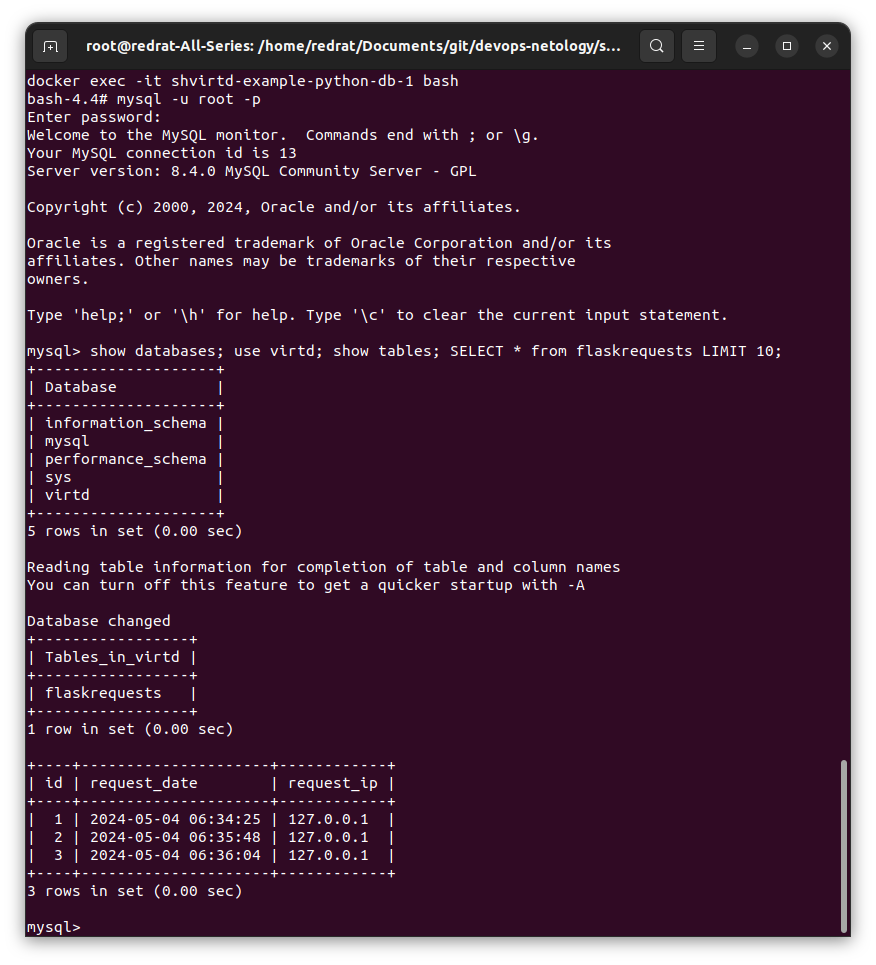 root@redrat-All-Series: /home/redrat/Documents/git/devops-netology/s...
docker exec -it shvirtd-example-python-db-1 bash
bash-4.4# mysql -u root -p
Enter password:
Welcome to the MySQL monitor.  Commands end with ; or \g.
Your MySQL connection id is 13
Server version: 8.4.0 MySQL Community Server - GPL

Copyright (c) 2000, 2024, Oracle and/or its affiliates.

Oracle is a registered trademark of Oracle Corporation and/or its
affiliates. Other names may be trademarks of their respective
owners.

Type 'help;' or '\h' for help. Type '\c' to clear the current input statement.

mysql> show databases; use virtd; show tables; SELECT * from flaskrequests LIMIT 10;
+--------------------+
| Database           |
+--------------------+
| information_schema |
| mysql              |
| performance_schema |
| sys                |
| virtd              |
+--------------------+
5 rows in set (0.00 sec)

Reading table information for completion of table and column names
You can turn off this feature to get a quicker startup with -A

Database changed
+-----------------+
| Tables_in_virtd |
+-----------------+
| flaskrequests   |
+-----------------+
1 row in set (0.00 sec)

+----+---------------------+------------+
| id | request_date        | request_ip |
+----+---------------------+------------+
|  1 | 2024-05-04 06:34:25 | 127.0.0.1  |
|  2 | 2024-05-04 06:35:48 | 127.0.0.1  |
|  3 | 2024-05-04 06:36:04 | 127.0.0.1  |
+----+---------------------+------------+
3 rows in set (0.00 sec)

mysql>